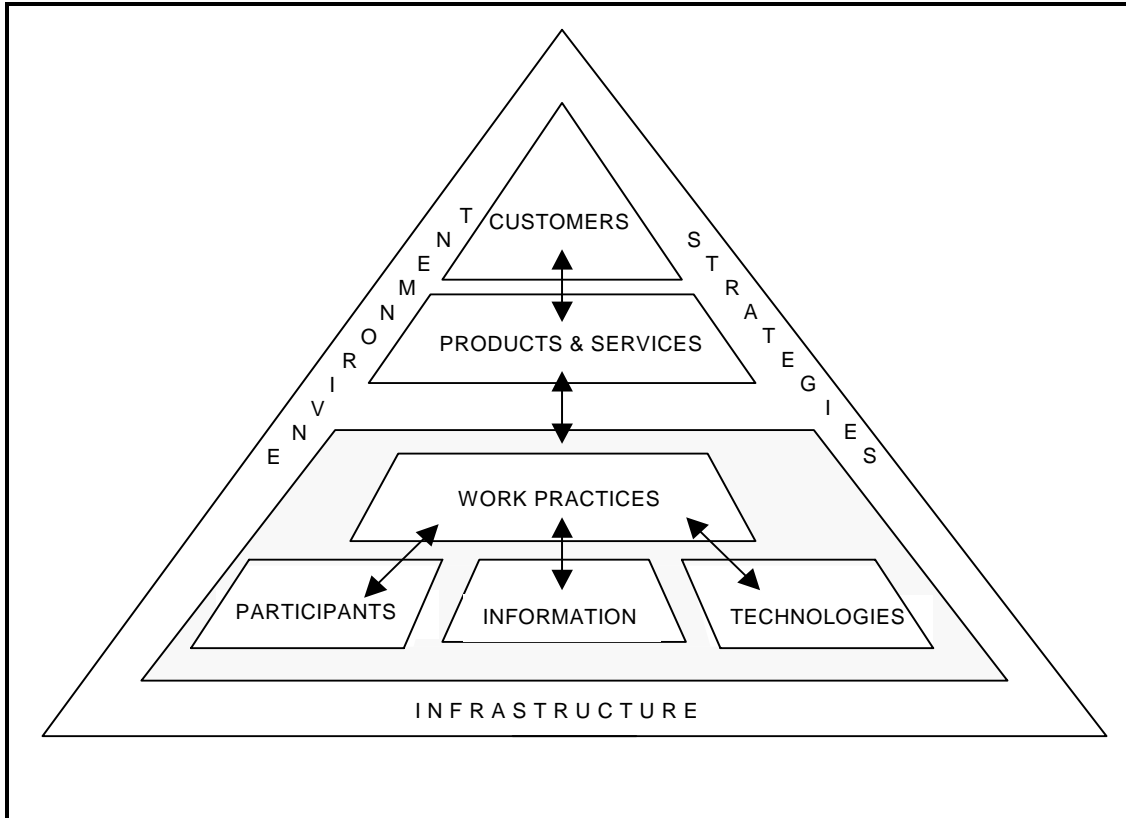 CUSTOMERS
ENVIRONMENT
STRATEGIES
PRODUCTS & SERVICES
WORK PRACTICES
PARTICIPANTS
INFORMATION
TECHNOLOGIES
INFRASTRUCTURE